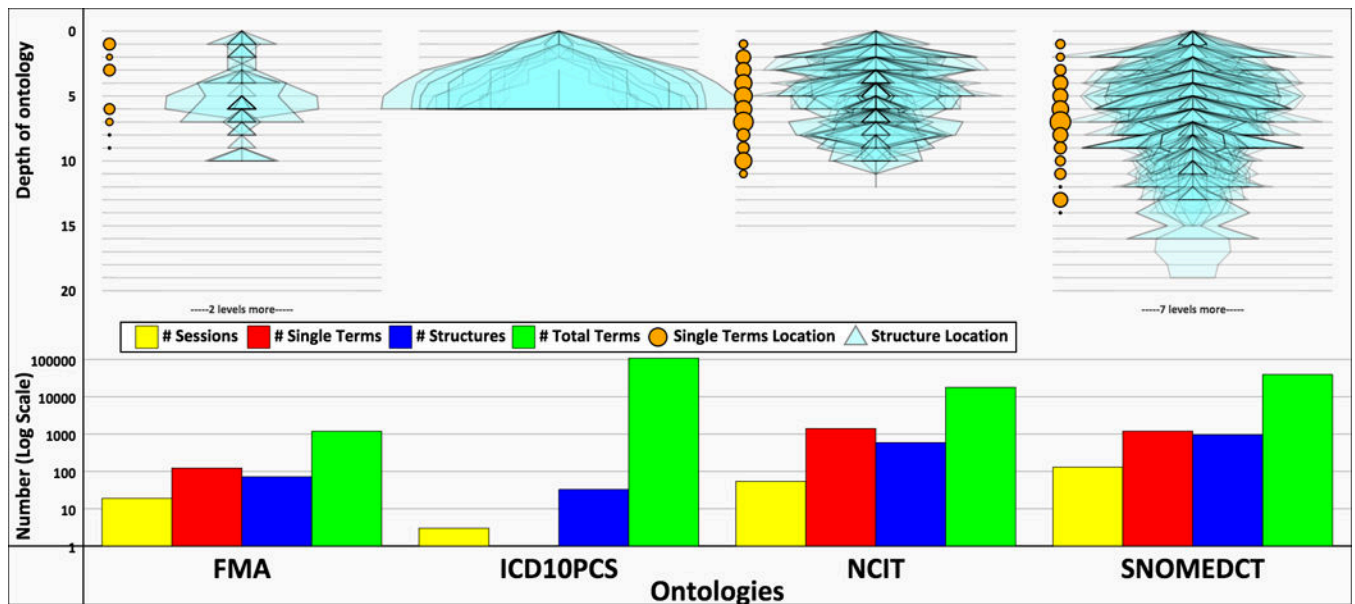 Depth of ontology
0
5
10
15
20
-----2 levels more-----
-----7 levels more-----
# Sessions # Single Terms # Structures # Total Terms Single Terms Location Structure Location
Number (Log Scale)
100000
10000
1000
100
10
1
FMA ICD10PCS NCIT SNOMEDCT
Ontologies